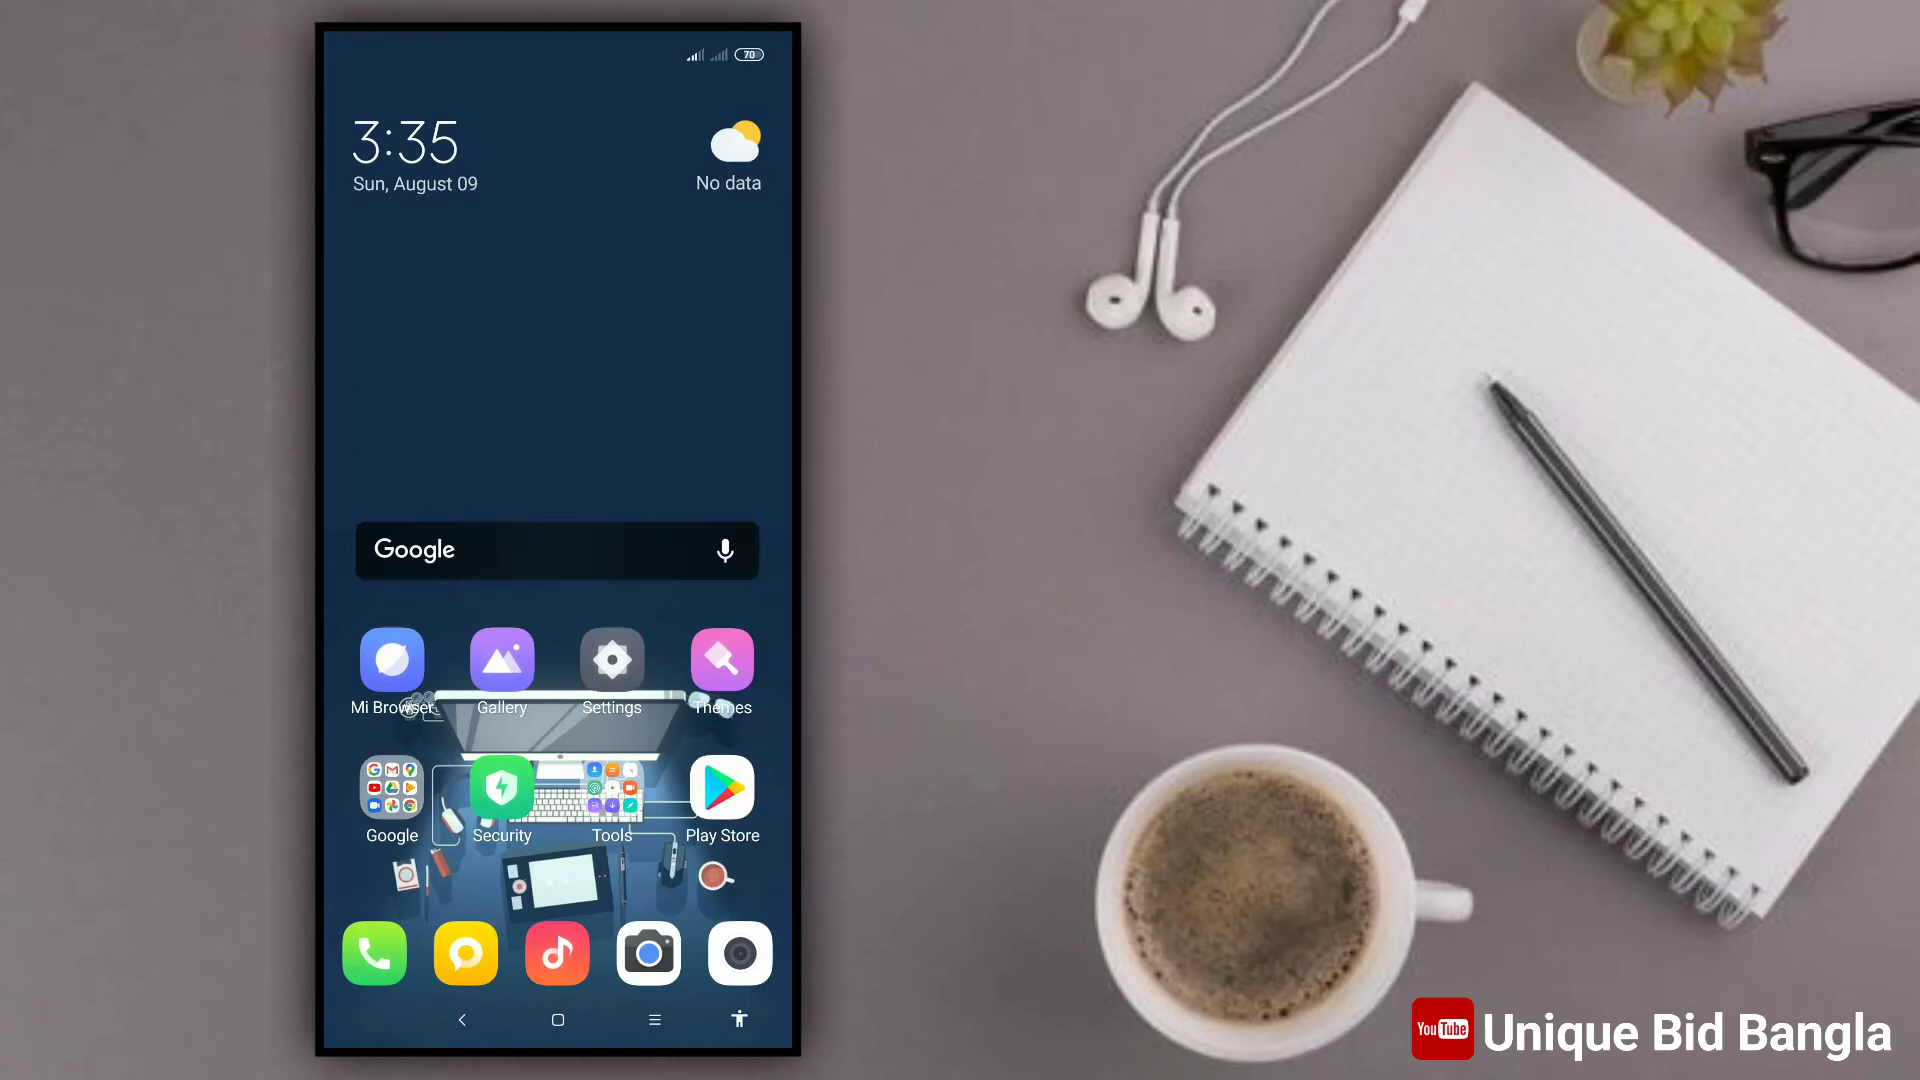 70
3:35
Sun, August 09
No data
Google
Mi Browser
Gallery
Settings
Themes
Google
Security
Tools
Play Store
YouTube
Unique Bid Bangla